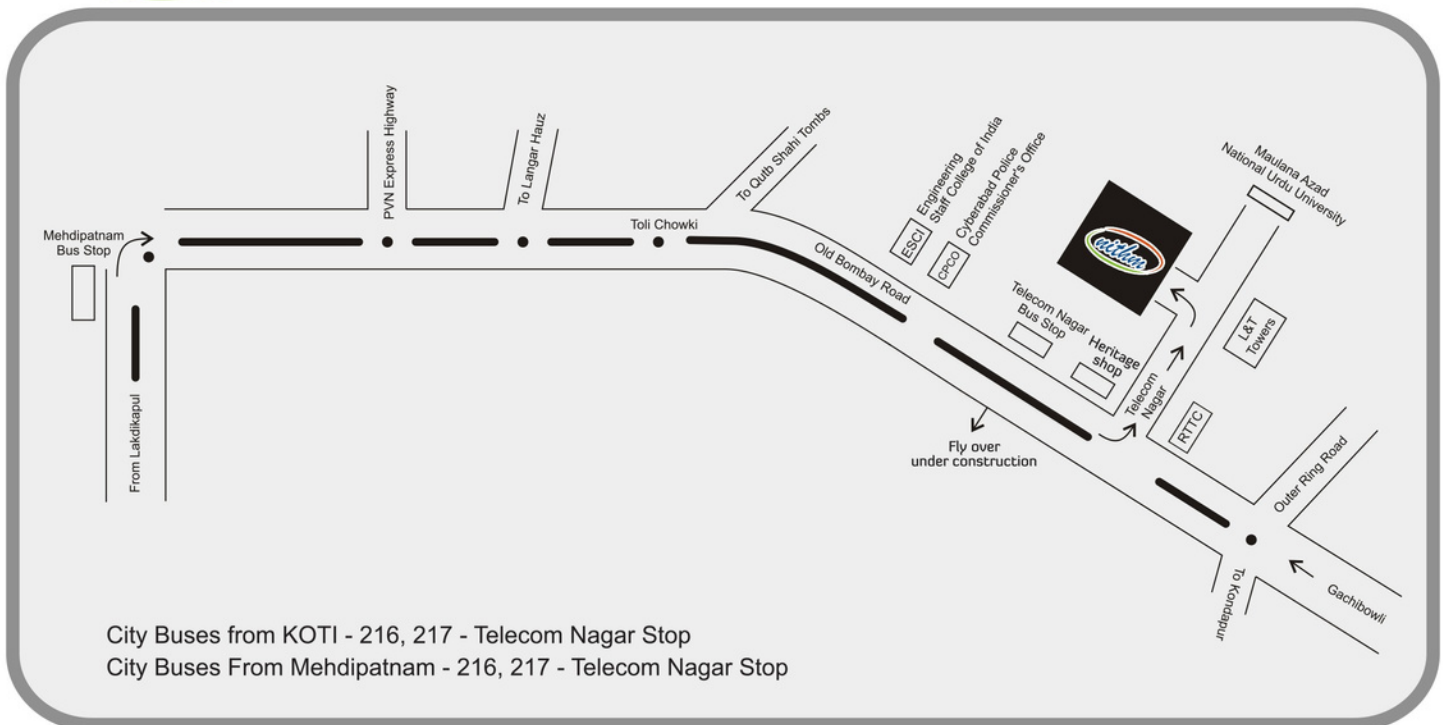 Mehdipatnam
Bus Stop
From Lakdikapul
PVN Express Highway
To Langar Hauz
Toli Chowki
To Qutb Shahi Tombs
Old Bombay Road
ESCI
Engineering
Staff College of India
CPCO
Cyberabad Police
Commissioner's Office
Telecom Nagar
Bus Stop
Heritage
shop
nithm
Maulana Azad
National Urdu University
L&T
Towers
Telecom
Nagar
RTTC
Fly over
under construction
Outer Ring Road
To Kondapur
Gachibowli
City Buses from KOTI - 216, 217 - Telecom Nagar Stop
City Buses From Mehdipatnam - 216, 217 - Telecom Nagar Stop